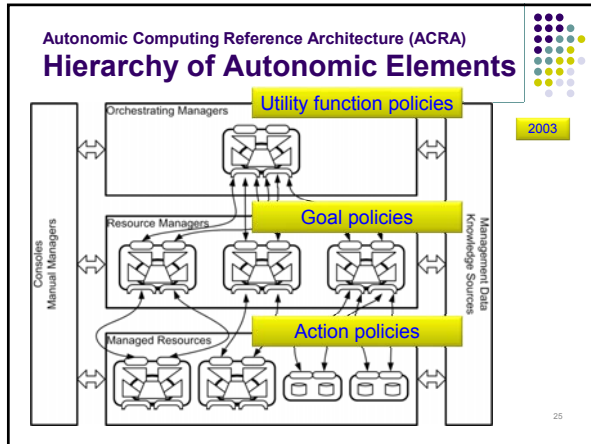 Autonomic Computing Reference Architecture (ACRA)
Hierarchy of Autonomic Elements
2003
Utility function policies
Orchestrating Managers
Goal policies
Resource Managers
Action policies
Managed Resources
Consoles
Manual Managers
Management Data
Knowledge Sources
25